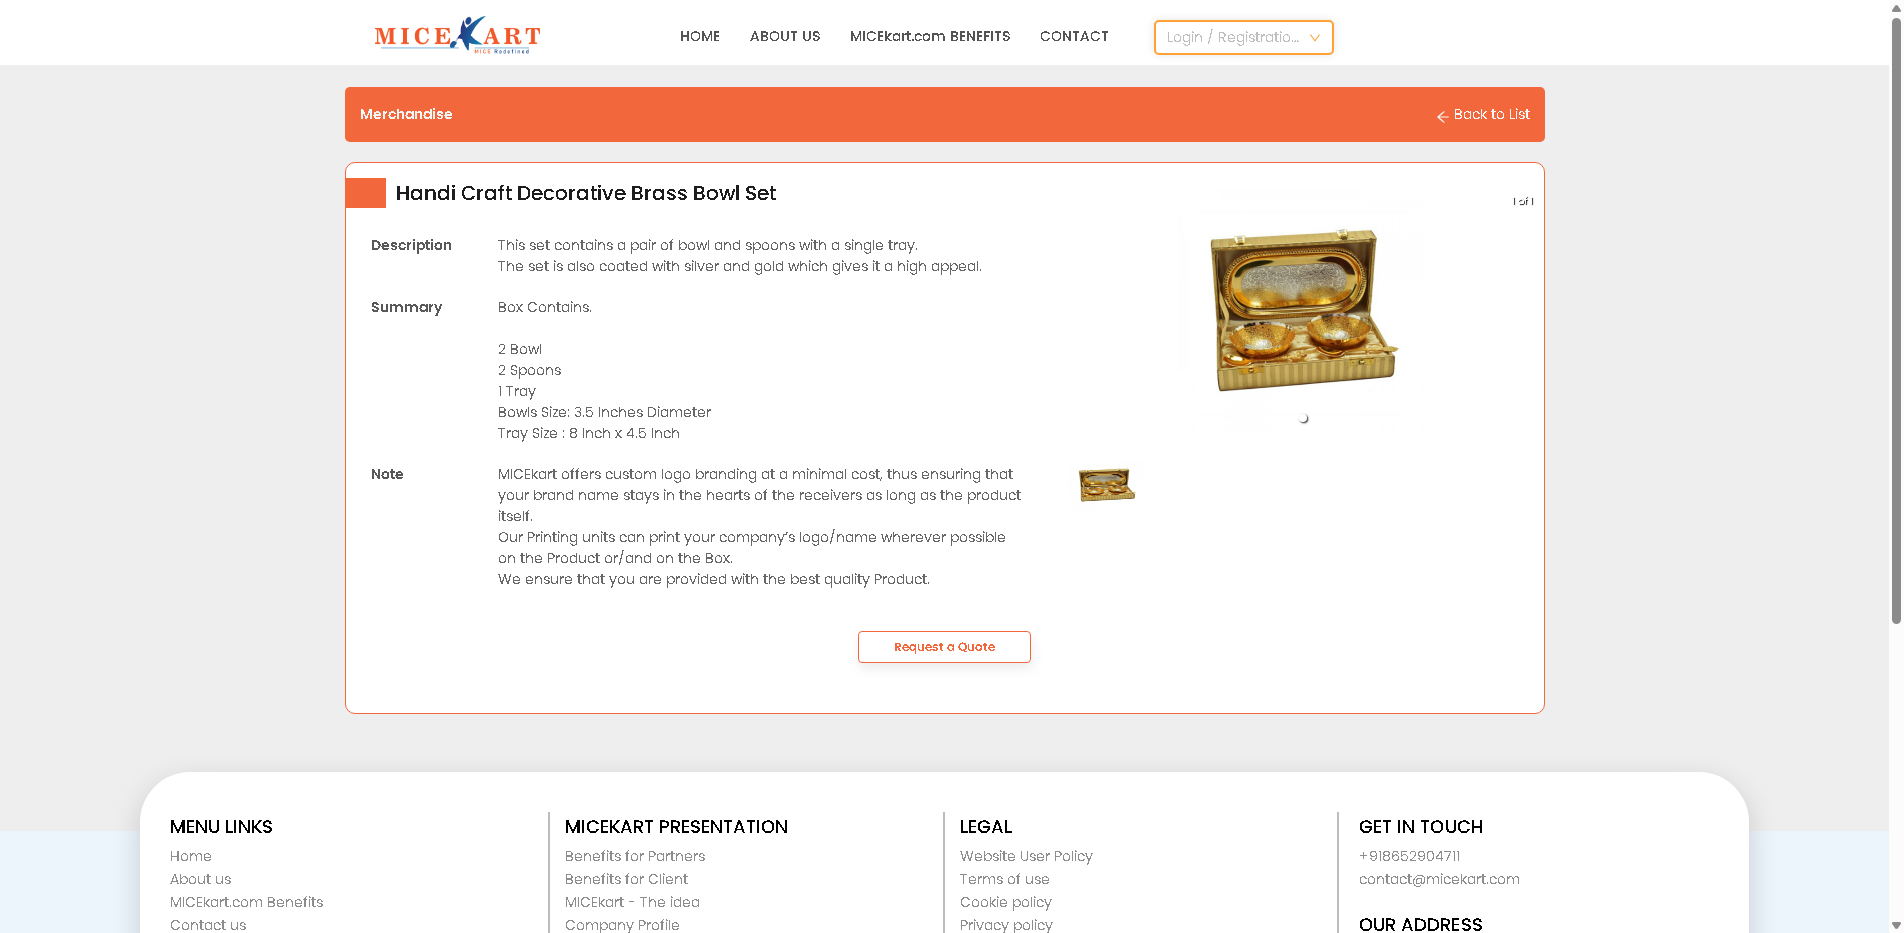 MICEKART
MICE Redefined
HOME
ABOUT US
MICEkart.com BENEFITS
CONTACT
Login / Registratio...
Merchandise
Back to List
Handi Craft Decorative Brass Bowl Set
1 of 1
Description
This set contains a pair of bowl and spoons with a single tray.
The set is also coated with silver and gold which gives it a high appeal.
Summary
Box Contains.
2 Bowl
2 Spoons
1 Tray
Bowls Size: 3.5 Inches Diameter
Tray Size : 8 Inch x 4.5 Inch
Note
MICEkart offers custom logo branding at a minimal cost, thus ensuring that
your brand name stays in the hearts of the receivers as long as the product
itself.
Our Printing units can print your company's logo/name wherever possible
on the Product or/and on the Box.
We ensure that you are provided with the best quality Product.
Request a Quote
MENU LINKS
Home
About us
MICEkart.com Benefits
Contact us
MICEKART PRESENTATION
Benefits for Partners
Benefits for Client
MICEkart - The idea
Company Profile
LEGAL
Website User Policy
Terms of use
Cookie policy
Privacy policy
GET IN TOUCH
+918652904711
contact@micekart.com
OUR ADDRESS